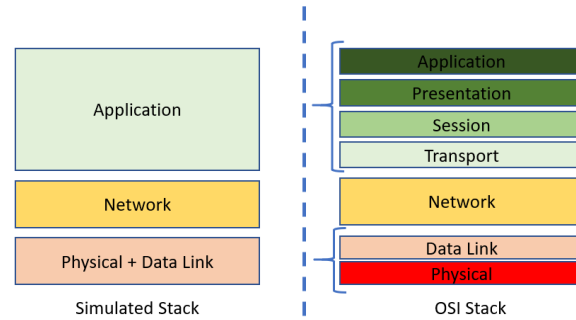 Application
Network
Physical + Data Link
Simulated Stack
Application
Presentation
Session
Transport
Network
Data Link
Physical
OSI Stack